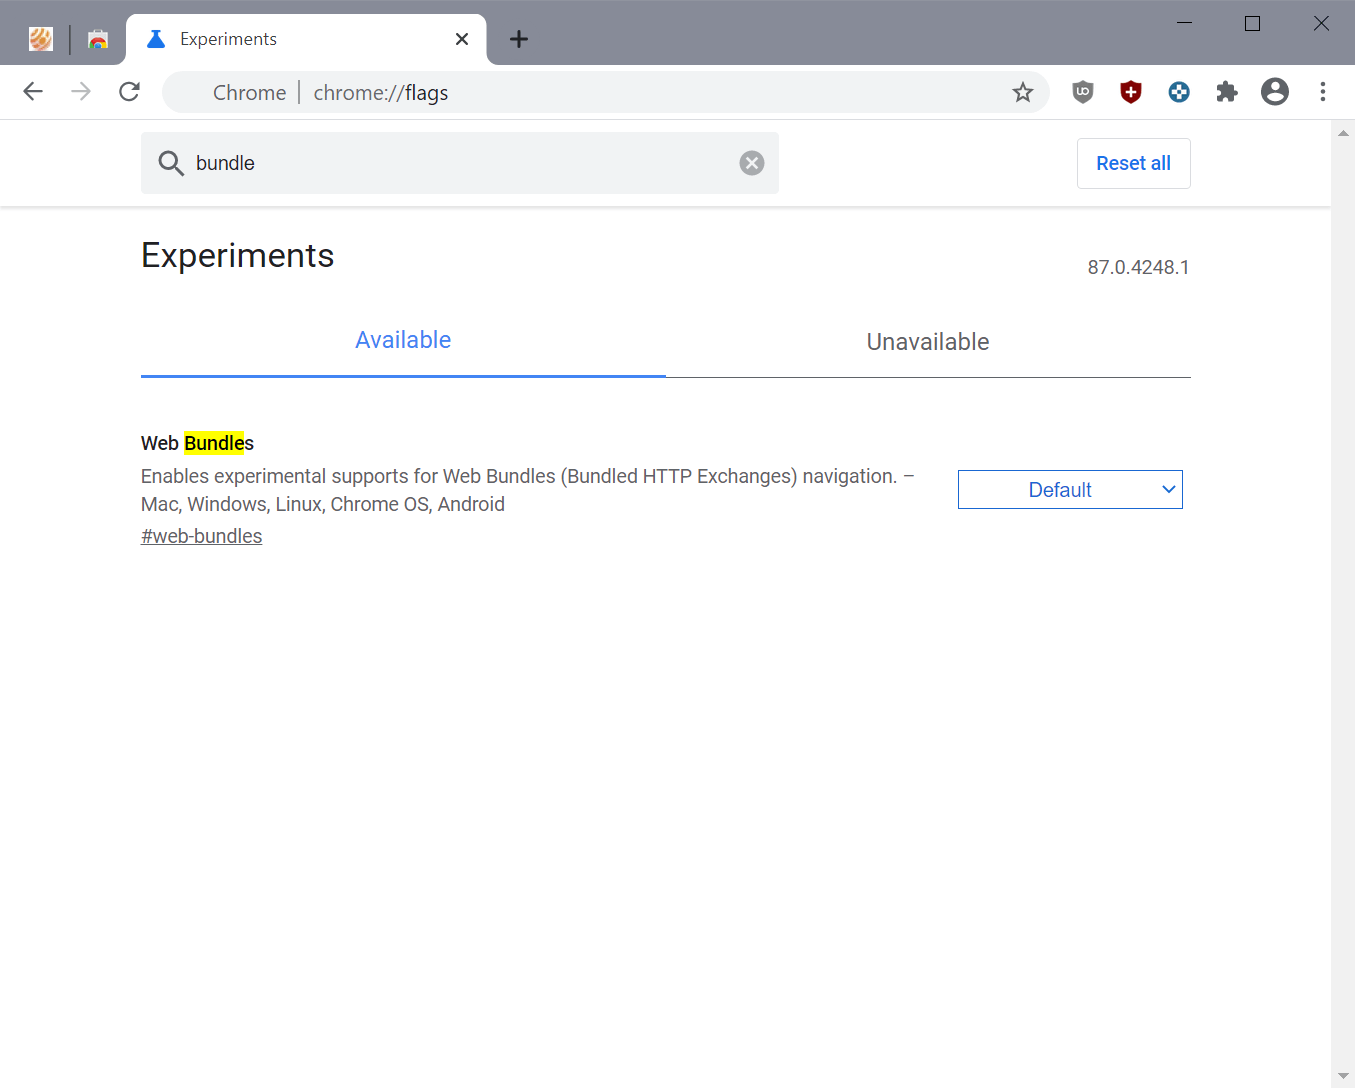 Experiments
Chrome | chrome://flags
bundle
Reset all
Experiments
87.0.4248.1
Available
Unavailable
Web Bundles
Enables experimental supports for Web Bundles (Bundled HTTP Exchanges) navigation. –
Mac, Windows, Linux, Chrome OS, Android
Default
#web-bundles